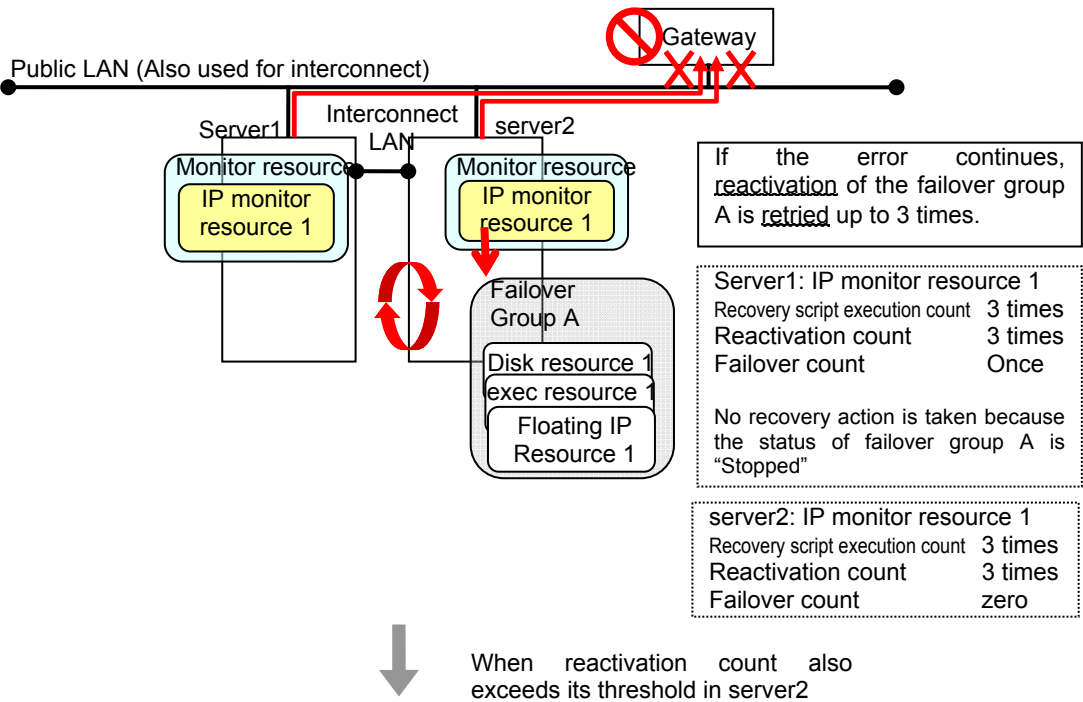 Gateway
Public LAN (Also used for interconnect)
Interconnect
LAN
Server1
server2
Monitor resource
IP monitor
resource 1
Monitor resource
IP monitor
resource 1
Failover
Group A
Disk resource 1
exec resource 1
Floating IP
Resource 1
If the error continues,
reactivation of the failover group
A is retried up to 3 times.
Server1: IP monitor resource 1
Recovery script execution count 3 times
Reactivation count 3 times
Failover count Once
No recovery action is taken because
the status of failover group A is
“Stopped”
server2: IP monitor resource 1
Recovery script execution count 3 times
Reactivation count 3 times
Failover count zero
When reactivation count also
exceeds its threshold in server2